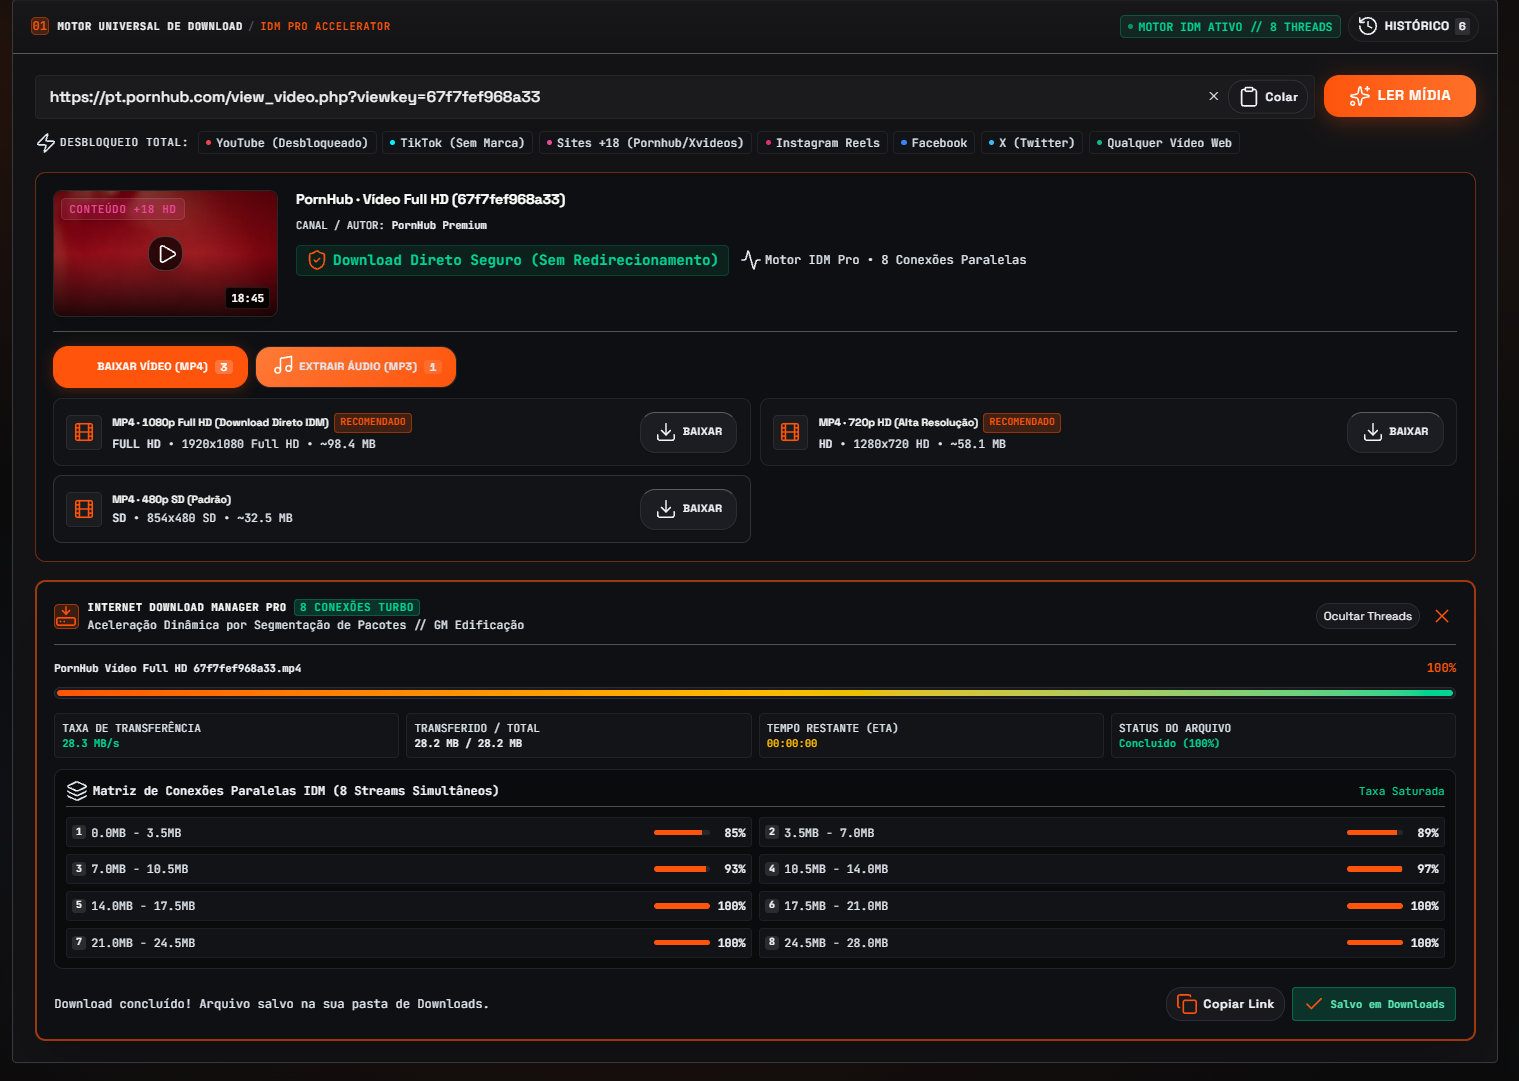 01 MOTOR UNIVERSAL DE DOWNLOAD / IDM PRO ACCELERATOR
MOTOR IDM ATIVO // 8 THREADS
HISTÓRICO 6
https://pt.pornhub.com/view_video.php?viewkey=67f7fef968a33
× Colar
LER MÍDIA
DESBLOQUEIO TOTAL: YouTube (Desbloqueado) TikTok (Sem Marca) Sites +18 (Pornhub/Xvideos) Instagram Reels Facebook X (Twitter) Qualquer Vídeo Web
CONTEÚDO +18 HD
18:45
PornHub · Vídeo Full HD (67f7fef968a33)
CANAL / AUTOR: PornHub Premium
Download Direto Seguro (Sem Redirecionamento)
Motor IDM Pro • 8 Conexões Paralelas
BAIXAR VÍDEO (MP4) 3
EXTRAIR ÁUDIO (MP3) 1
MP4 · 1080p Full HD (Download Direto IDM) RECOMENDADO
FULL HD • 1920x1080 Full HD • ~98.4 MB
BAIXAR
MP4 · 720p HD (Alta Resolução) RECOMENDADO
HD • 1280x720 HD • ~58.1 MB
BAIXAR
MP4 · 480p SD (Padrão)
SD • 854x480 SD • ~32.5 MB
BAIXAR
INTERNET DOWNLOAD MANAGER PRO 8 CONEXÕES TURBO
Aceleração Dinâmica por Segmentação de Pacotes // GM Edificação
Ocultar Threads
PornHub Vídeo Full HD 67f7fef968a33.mp4
100%
TAXA DE TRANSFERÊNCIA
28.3 MB/s
TRANSFERIDO / TOTAL
28.2 MB / 28.2 MB
TEMPO RESTANTE (ETA)
00:00:00
STATUS DO ARQUIVO
Concluído (100%)
Matriz de Conexões Paralelas IDM (8 Streams Simultâneos)
Taxa Saturada
1 0.0MB - 3.5MB 85%
2 3.5MB - 7.0MB 89%
3 7.0MB - 10.5MB 93%
4 10.5MB - 14.0MB 97%
5 14.0MB - 17.5MB 100%
6 17.5MB - 21.0MB 100%
7 21.0MB - 24.5MB 100%
8 24.5MB - 28.0MB 100%
Download concluído! Arquivo salvo na sua pasta de Downloads.
Copiar Link
Salvo em Downloads